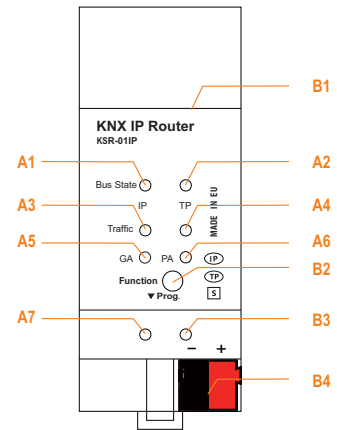 B1
KNX IP Router
KSR-01IP
A1 A2
Bus State
IP TP
A3 A4
Traffic
MADE IN EU
A5 A6
GA PA IP
B2
Function TP
▼ Prog. S
A7 B3
– +
B4